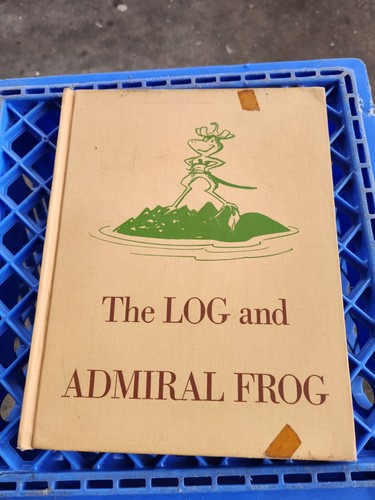 The LOG and
ADMIRAL FROG